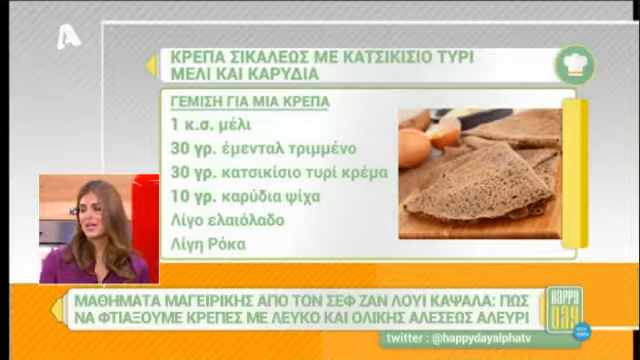 A
ΚΡΕΠΑ ΣΙΚΑΛΕΩΣ ΜΕ ΚΑΤΣΙΚΙΣΙΟ ΤΥΡΙ
ΜΕΛΙ ΚΑΙ ΚΑΡΥΔΙΑ
ΓΕΜΙΣΗ ΓΙΑ ΜΙΑ ΚΡΕΠΑ
1 κ.σ. μέλι
30 γρ. έμενταλ τριμμένο
30 γρ. κατσικίσιο τυρί κρέμα
10 γρ. καρύδια ψίχα
Λίγο ελαιόλαδο
Λίγη Ρόκα
ΜΑΘΗΜΑΤΑ ΜΑΓΕΙΡΙΚΗΣ ΑΠΟ ΤΟΝ ΣΕΦ ΖΑΝ ΛΟΥΙ ΚΑΨΑΛΑ: ΠΩΣ
ΝΑ ΦΤΙΑΞΟΥΜΕ ΚΡΕΠΕΣ ΜΕ ΛΕΥΚΟ ΚΑΙ ΟΛΙΚΗΣ ΑΛΕΣΕΩΣ ΑΛΕΥΡΙ
HAPPY
DAY
twitter : @happydayalphatv